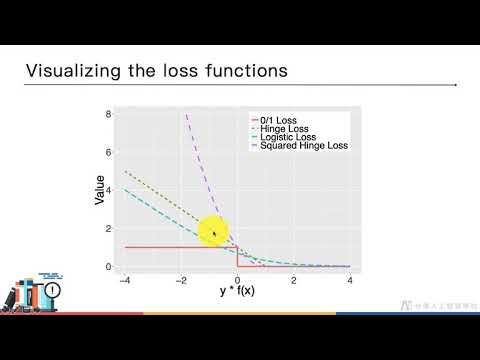 Visualizing the loss functions
8
6
4
2
0
Value
0/1 Loss
Hinge Loss
Logistic Loss
Squared Hinge Loss
−4
−2
0
2
4
y * f(x)